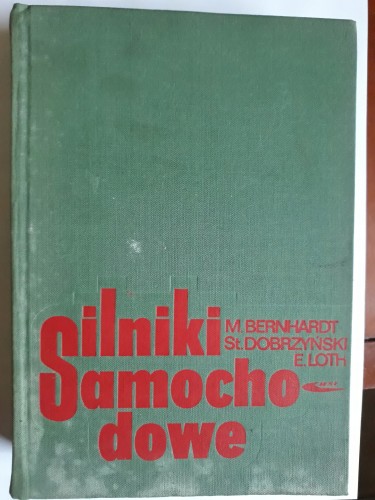 Silniki
Samocho-
dowe
M. BERNHARDT
St. DOBRZYŃSKI
E. LOTH